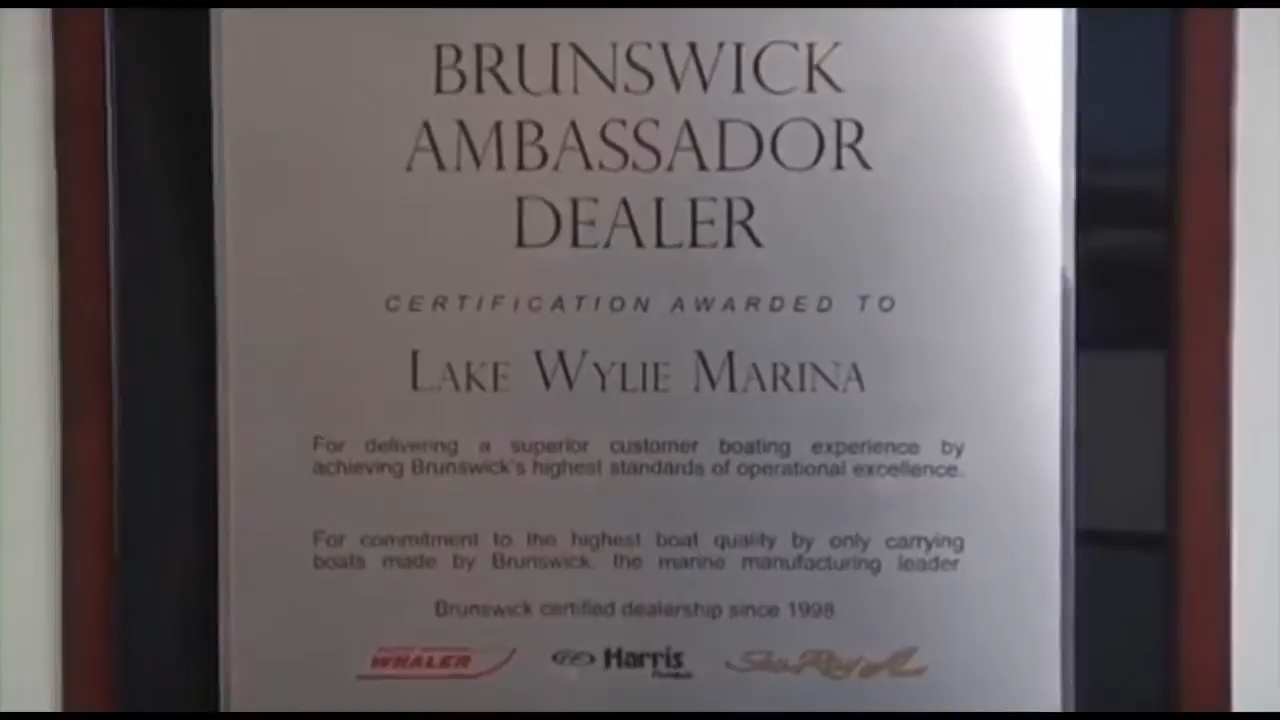 BRUNSWICK
AMBASSADOR
DEALER
CERTIFICATION AWARDED TO
LAKE WYLIE MARINA
For delivering a superior customer boating experience by
achieving Brunswick's highest standards of operational excellence.
For commitment to the highest boat quality by only carrying
boats made by Brunswick, the marine manufacturing leader.
Brunswick certified dealership since 1998.
WHALER
Harris
Sea Ray